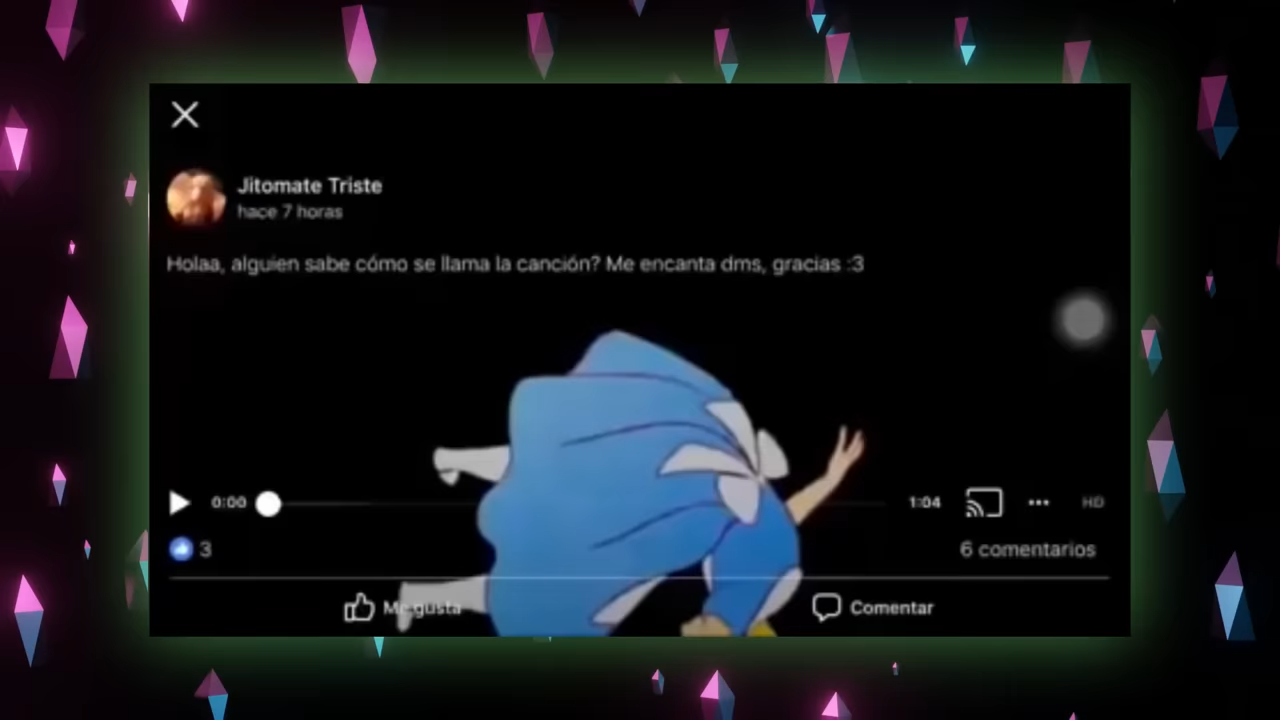 Jitomate Triste
hace 7 horas
Holaa, alguien sabe cómo se llama la canción? Me encanta dms, gracias :3
0:00
1:04
HD
3
6 comentarios
Me gusta
Comentar